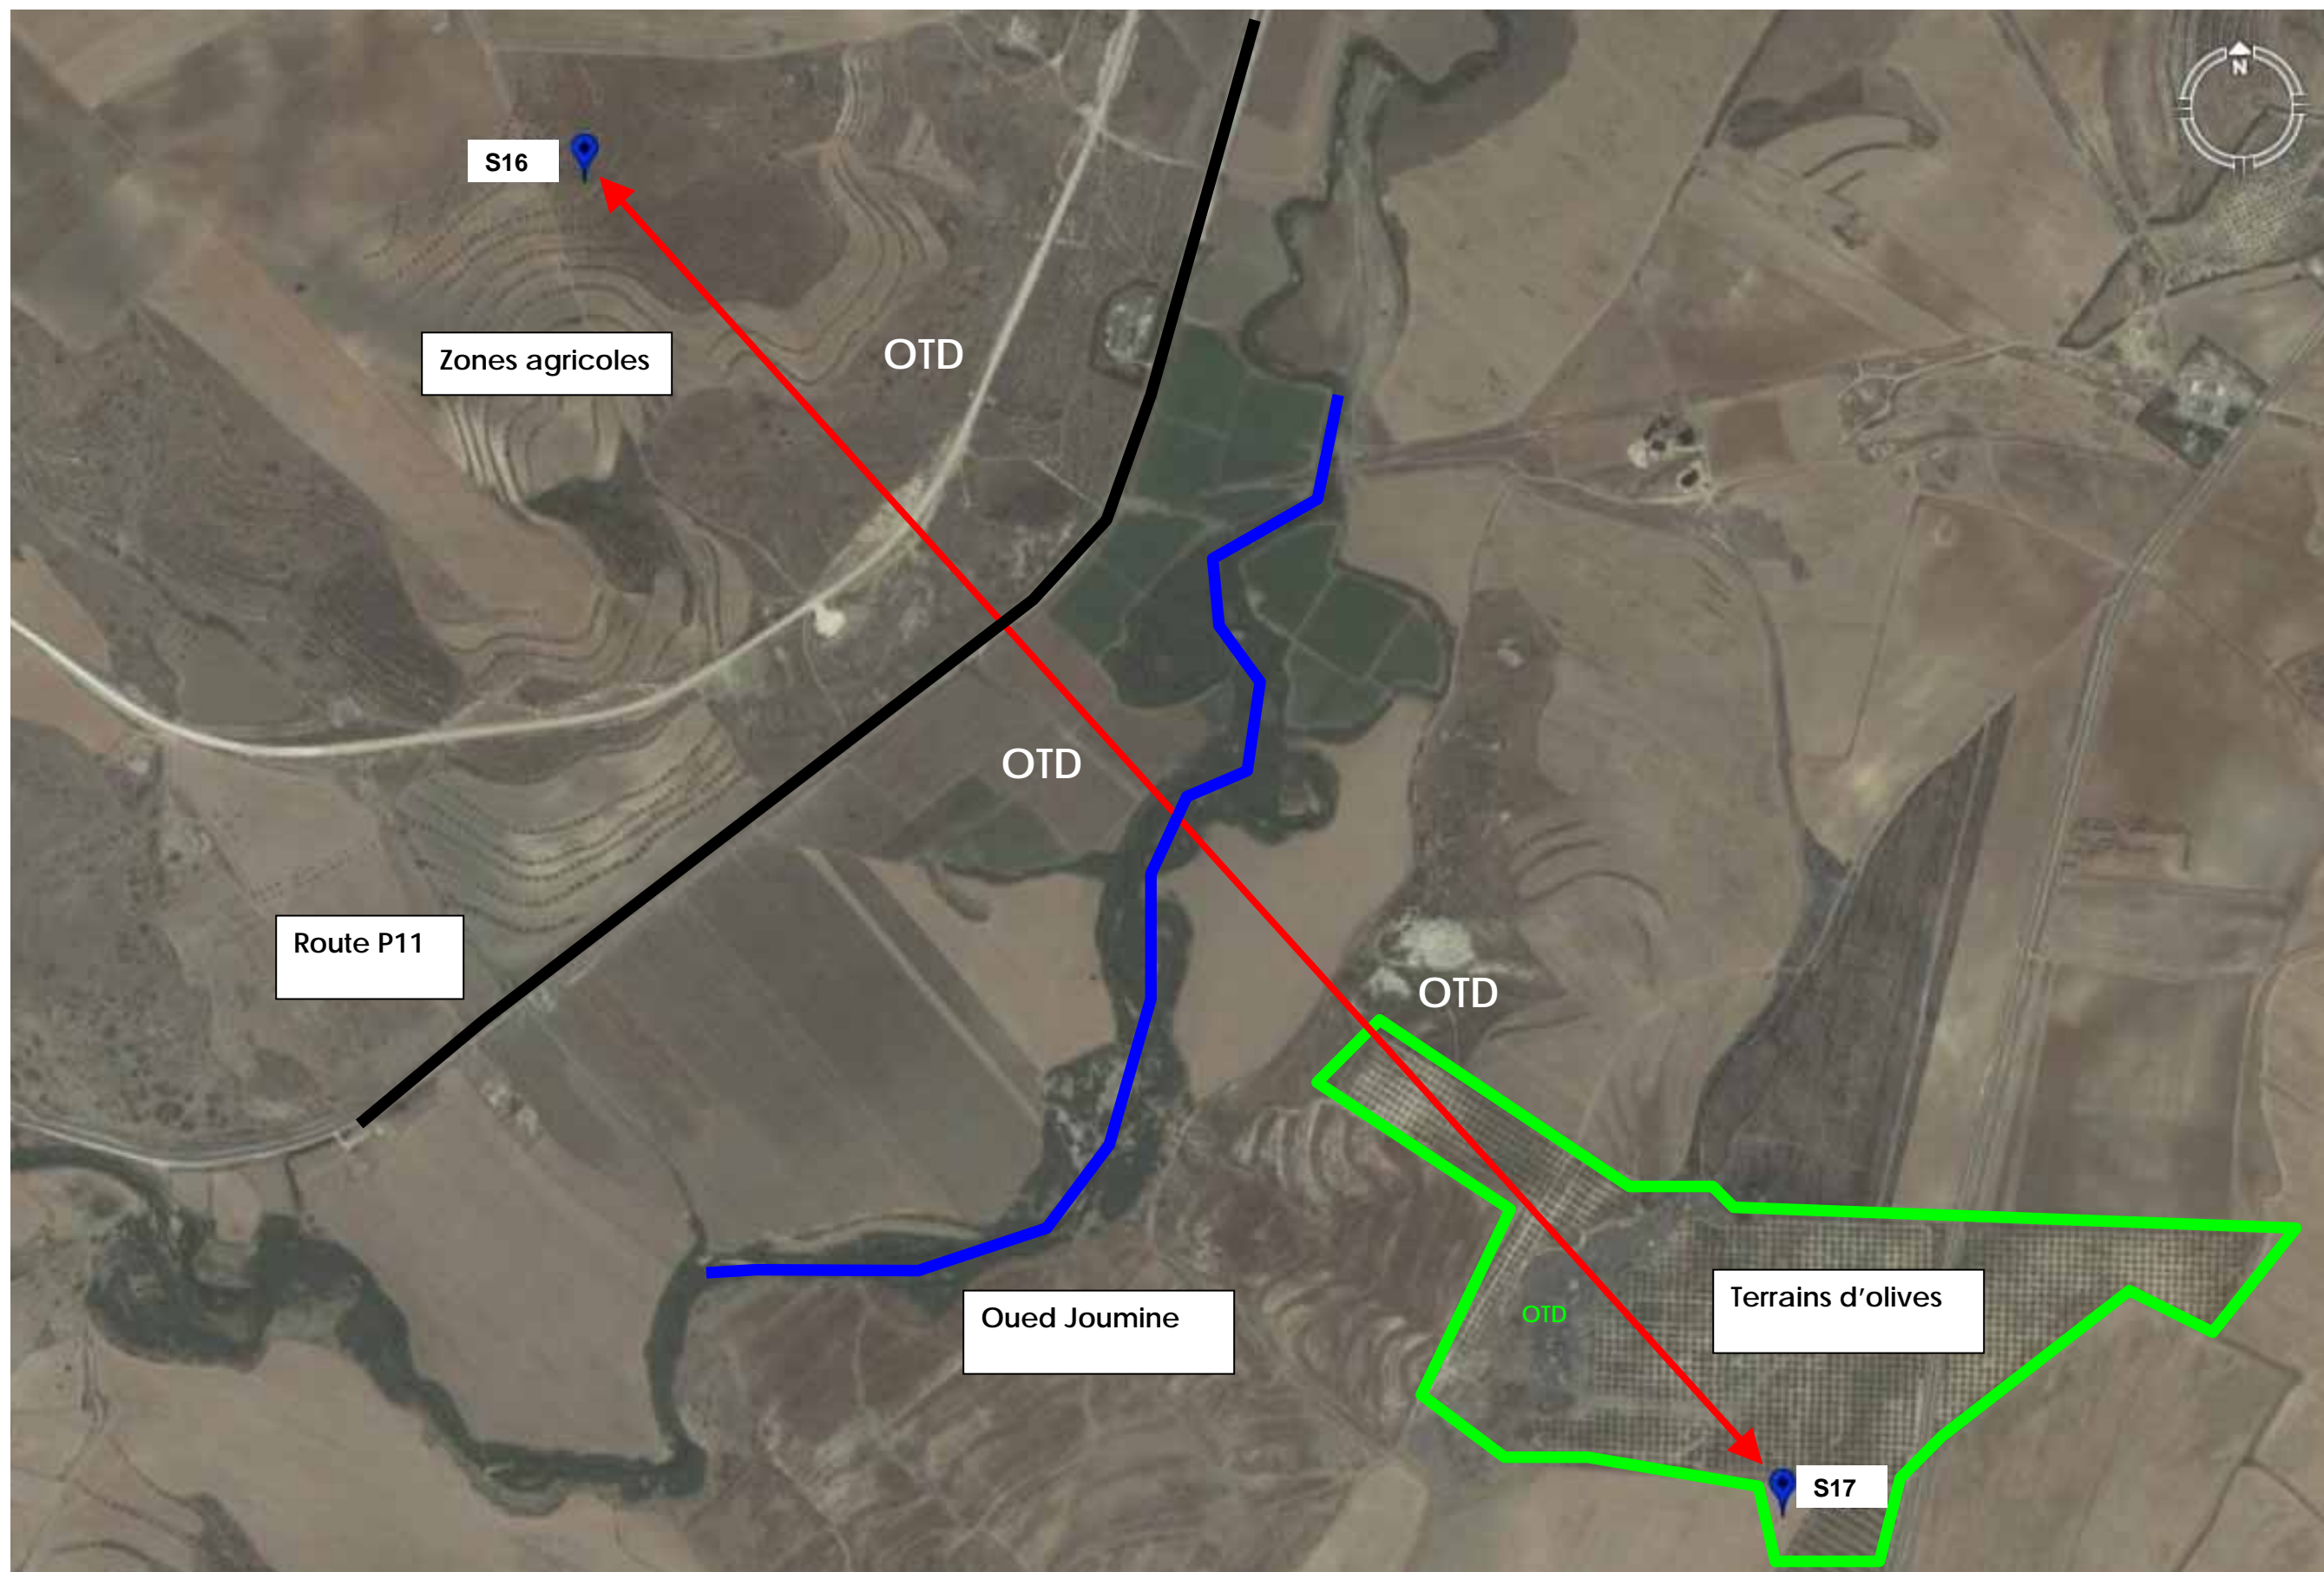 N
S16
Zones agricoles
OTD
OTD
Route P11
OTD
Oued Joumine
Terrains d’olives
OTD
S17